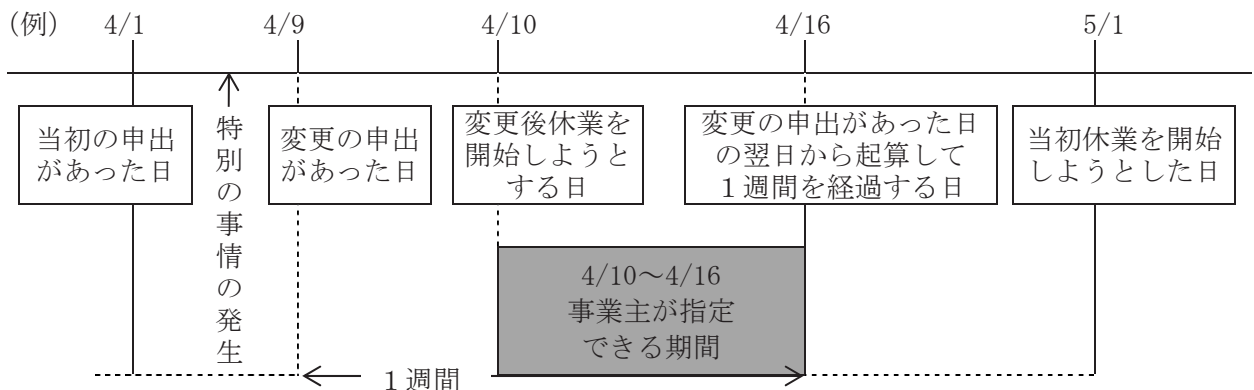 (例) 4/1 4/9 4/10 4/16 5/1
当初の申出
があった日
特別の事情の発生
変更の申出
があった日
変更後休業を
開始しようと
する日
変更の申出があった日
の翌日から起算して
１週間を経過する日
当初休業を開始
しようとした日
4/10～4/16
事業主が指定
できる期間
１週間